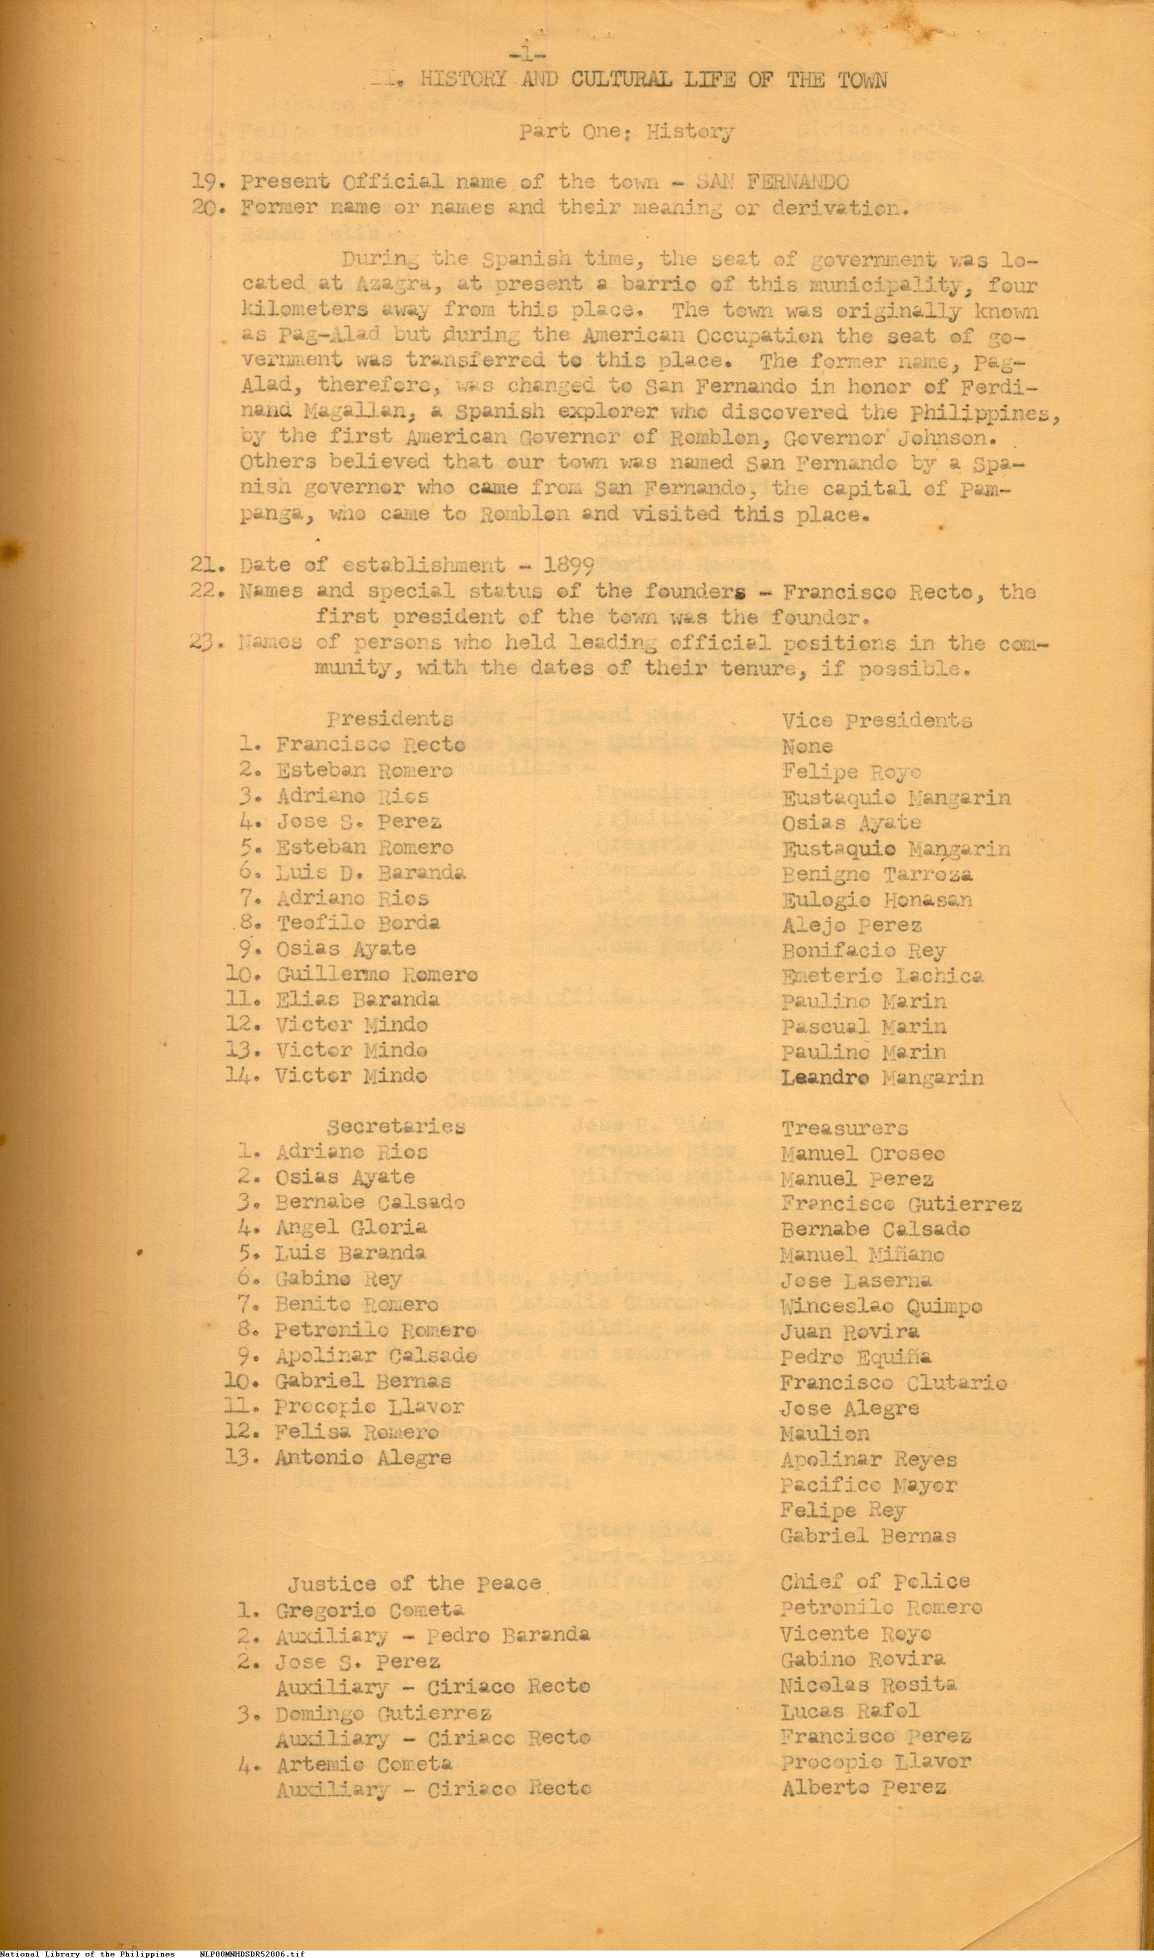 -1-
II. HISTORY AND CULTURAL LIFE OF THE TOWN
Part One: History
19. Present Official name of the town - SAN FERNANDO
20. Former name or names and their meaning or derivation.
During the Spanish time, the seat of government was lo-
cated at Azagra, at present a barrio of this municipality, four
kilometers away from this place. The town was originally known
as Pag-Alad but during the American Occupation the seat of go-
vernment was transferred to this place. The former name, Pag-
Alad, therefore, was changed to San Fernando in honor of Ferdi-
nand Magallan, a Spanish explorer who discovered the Philippines,
by the first American Governor of Romblon, Governor Johnson.
Others believed that our town was named San Fernando by a Spa-
nish governor who came from San Fernando, the capital of Pam-
panga, who came to Romblon and visited this place.
21. Date of establishment - 1899
22. Names and special status of the founders - Francisco Recto, the
first president of the town was the founder.
23. Names of persons who held leading official positions in the com-
munity, with the dates of their tenure, if possible.
Presidents Vice Presidents
1. Francisco Recto None
2. Esteban Romero Felipe Royo
3. Adriano Rios Eustaquio Mangarin
4. Jose S. Perez Osias Ayate
5. Esteban Romero Eustaquio Mangarin
6. Luis D. Baranda Benigno Tarroza
7. Adriano Rios Eulogio Honasan
8. Teofilo Borda Alejo Perez
9. Osias Ayate Bonifacio Rey
10. Guillermo Romero Emeterio Lachica
11. Elias Baranda Paulino Marin
12. Victor Mindo Pascual Marin
13. Victor Mindo Paulino Marin
14. Victor Mindo Leandro Mangarin
Secretaries Treasurers
1. Adriano Rios Manuel Oroseo
2. Osias Ayate Manuel Perez
3. Bernabe Calsado Francisco Gutierrez
4. Angel Gloria Bernabe Calsado
5. Luis Baranda Manuel Miñano
6. Gabino Rey Jose Laserna
7. Benito Romero Winceslao Quimpo
8. Petronilo Romero Juan Rovira
9. Apolinar Calsado Pedro Equiña
10. Gabriel Bernas Francisco Clutario
11. Procopio Llavor Jose Alegre
12. Felisa Romero Maulion
13. Antonio Alegre Apolinar Reyes
Pacifico Mayor
Felipe Rey
Gabriel Bernas
Justice of the Peace Chief of Police
1. Gregorio Cometa Petronilo Romero
2. Auxiliary - Pedro Baranda Vicente Royo
2. Jose S. Perez Gabino Rovira
Auxiliary - Ciriaco Recto Nicolas Rosita
3. Domingo Gutierrez Lucas Rafol
Auxiliary - Ciriaco Recto Francisco Perez
4. Artemio Cometa Procopio Llavor
Auxiliary - Ciriaco Recto Alberto Perez
National Library of the Philippines NLPOOMNHDSDR52006.tif